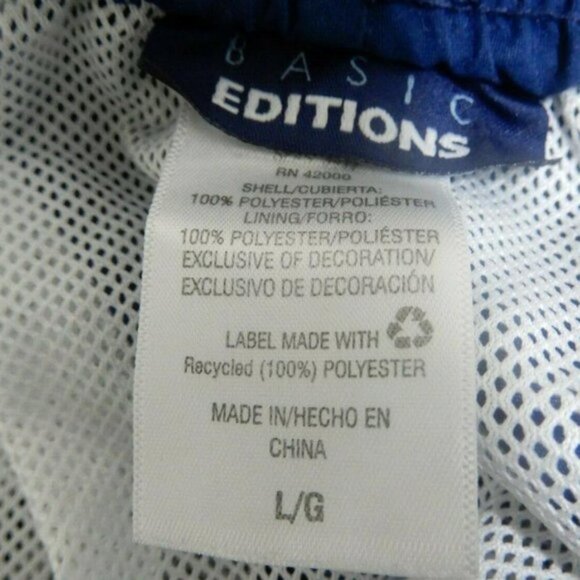 BASIC
EDITIONS
RN 42000
SHELL/CUBIERTA:
100% POLYESTER/POLIÉSTER
LINING/FORRO:
100% POLYESTER/POLIÉSTER
EXCLUSIVE OF DECORATION/
EXCLUSIVO DE DECORACIÓN
LABEL MADE WITH
Recycled (100%) POLYESTER
MADE IN/HECHO EN
CHINA
L/G